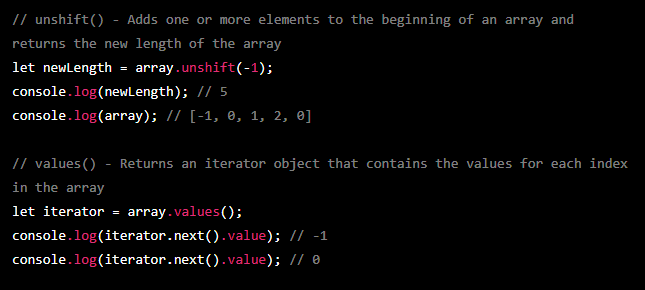 // unshift() - Adds one or more elements to the beginning of an array and
returns the new length of the array
let newLength = array.unshift(-1);
console.log(newLength); // 5
console.log(array); // [-1, 0, 1, 2, 0]
// values() - Returns an iterator object that contains the values for each index
in the array
let iterator = array.values();
console.log(iterator.next().value); // -1
console.log(iterator.next().value); // 0